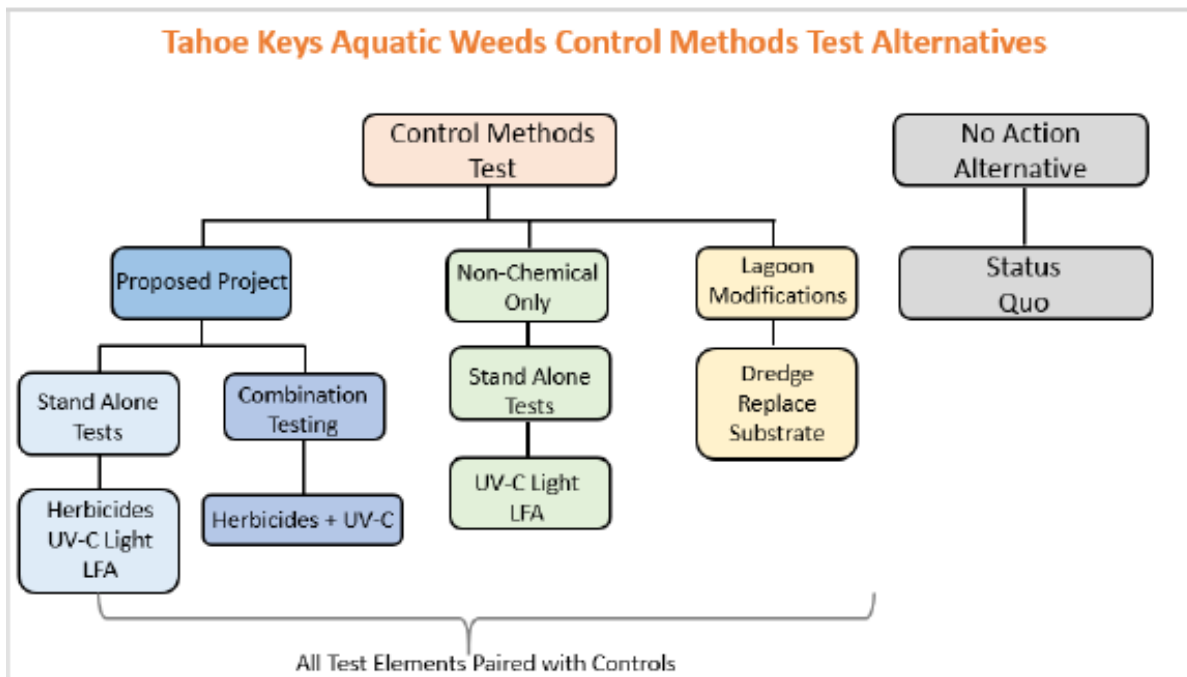 Tahoe Keys Aquatic Weeds Control Methods Test Alternatives
Control Methods
Test
No Action
Alternative
Proposed Project
Non-Chemical
Only
Lagoon
Modifications
Status
Quo
Stand Alone
Tests
Combination
Testing
Stand Alone
Tests
Dredge
Replace
Substrate
Herbicides
UV-C Light
LFA
Herbicides + UV-C
UV-C Light
LFA
All Test Elements Paired with Controls